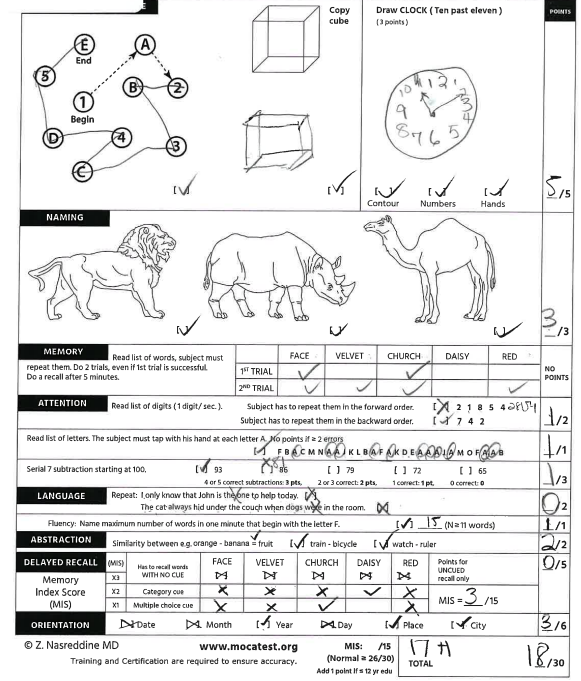 Copy cube
Draw CLOCK ( Ten past eleven )
( 3 points )
POINTS
E
End
A
5
B
2
1
Begin
D
4
3
C
11 12 1
10 2
9 3
8 4
7 6 5
[✓]
[✓]
[✓] Contour
[✓] Numbers
[✓] Hands
5/5
NAMING
[✓]
[✓]
[✓]
3/3
MEMORY
Read list of words, subject must repeat them. Do 2 trials, even if 1st trial is successful. Do a recall after 5 minutes.
FACE VELVET CHURCH DAISY RED
1ST TRIAL ✓ ✓
2ND TRIAL ✓ ✓ ✓ ✓
NO POINTS
ATTENTION
Read list of digits (1 digit/ sec.).
Subject has to repeat them in the forward order. [X] 2 1 8 5 4
Subject has to repeat them in the backward order. [✓] 7 4 2
1/2
Read list of letters. The subject must tap with his hand at each letter A. No points if ≥ 2 errors
[✓] F B A C M N A A J K L B A F A K D E A A A J A M O F A A B
1/1
Serial 7 subtraction starting at 100.
[✓] 93
[X] 86
[ ] 79
[ ] 72
[ ] 65
4 or 5 correct subtractions: 3 pts, 2 or 3 correct: 2 pts, 1 correct: 1 pt, 0 correct: 0
1/3
LANGUAGE
Repeat: I only know that John is the one to help today. [X]
The cat always hid under the couch when dogs were in the room. [X]
0/2
Fluency: Name maximum number of words in one minute that begin with the letter F. [✓] 15 (N ≥ 11 words)
1/1
ABSTRACTION
Similarity between e.g. orange - banana = fruit [✓] train - bicycle [✓] watch - ruler
2/2
DELAYED RECALL
Memory Index Score (MIS)
(MIS) Has to recall words FACE VELVET CHURCH DAISY RED
X3 WITH NO CUE [X] [X] [X] [X] [X]
X2 Category cue X X X ✓ X
X1 Multiple choice cue X X ✓ X
Points for UNCUED recall only
MIS = 3 /15
0/5
ORIENTATION
[X] Date [X] Month [✓] Year [X] Day [✓] Place [✓] City
3/6
© Z. Nasreddine MD
www.mocatest.org
Training and Certification are required to ensure accuracy.
MIS: /15
(Normal ≥ 26/30)
Add 1 point if ≤ 12 yr edu
17 +1
TOTAL
18/30